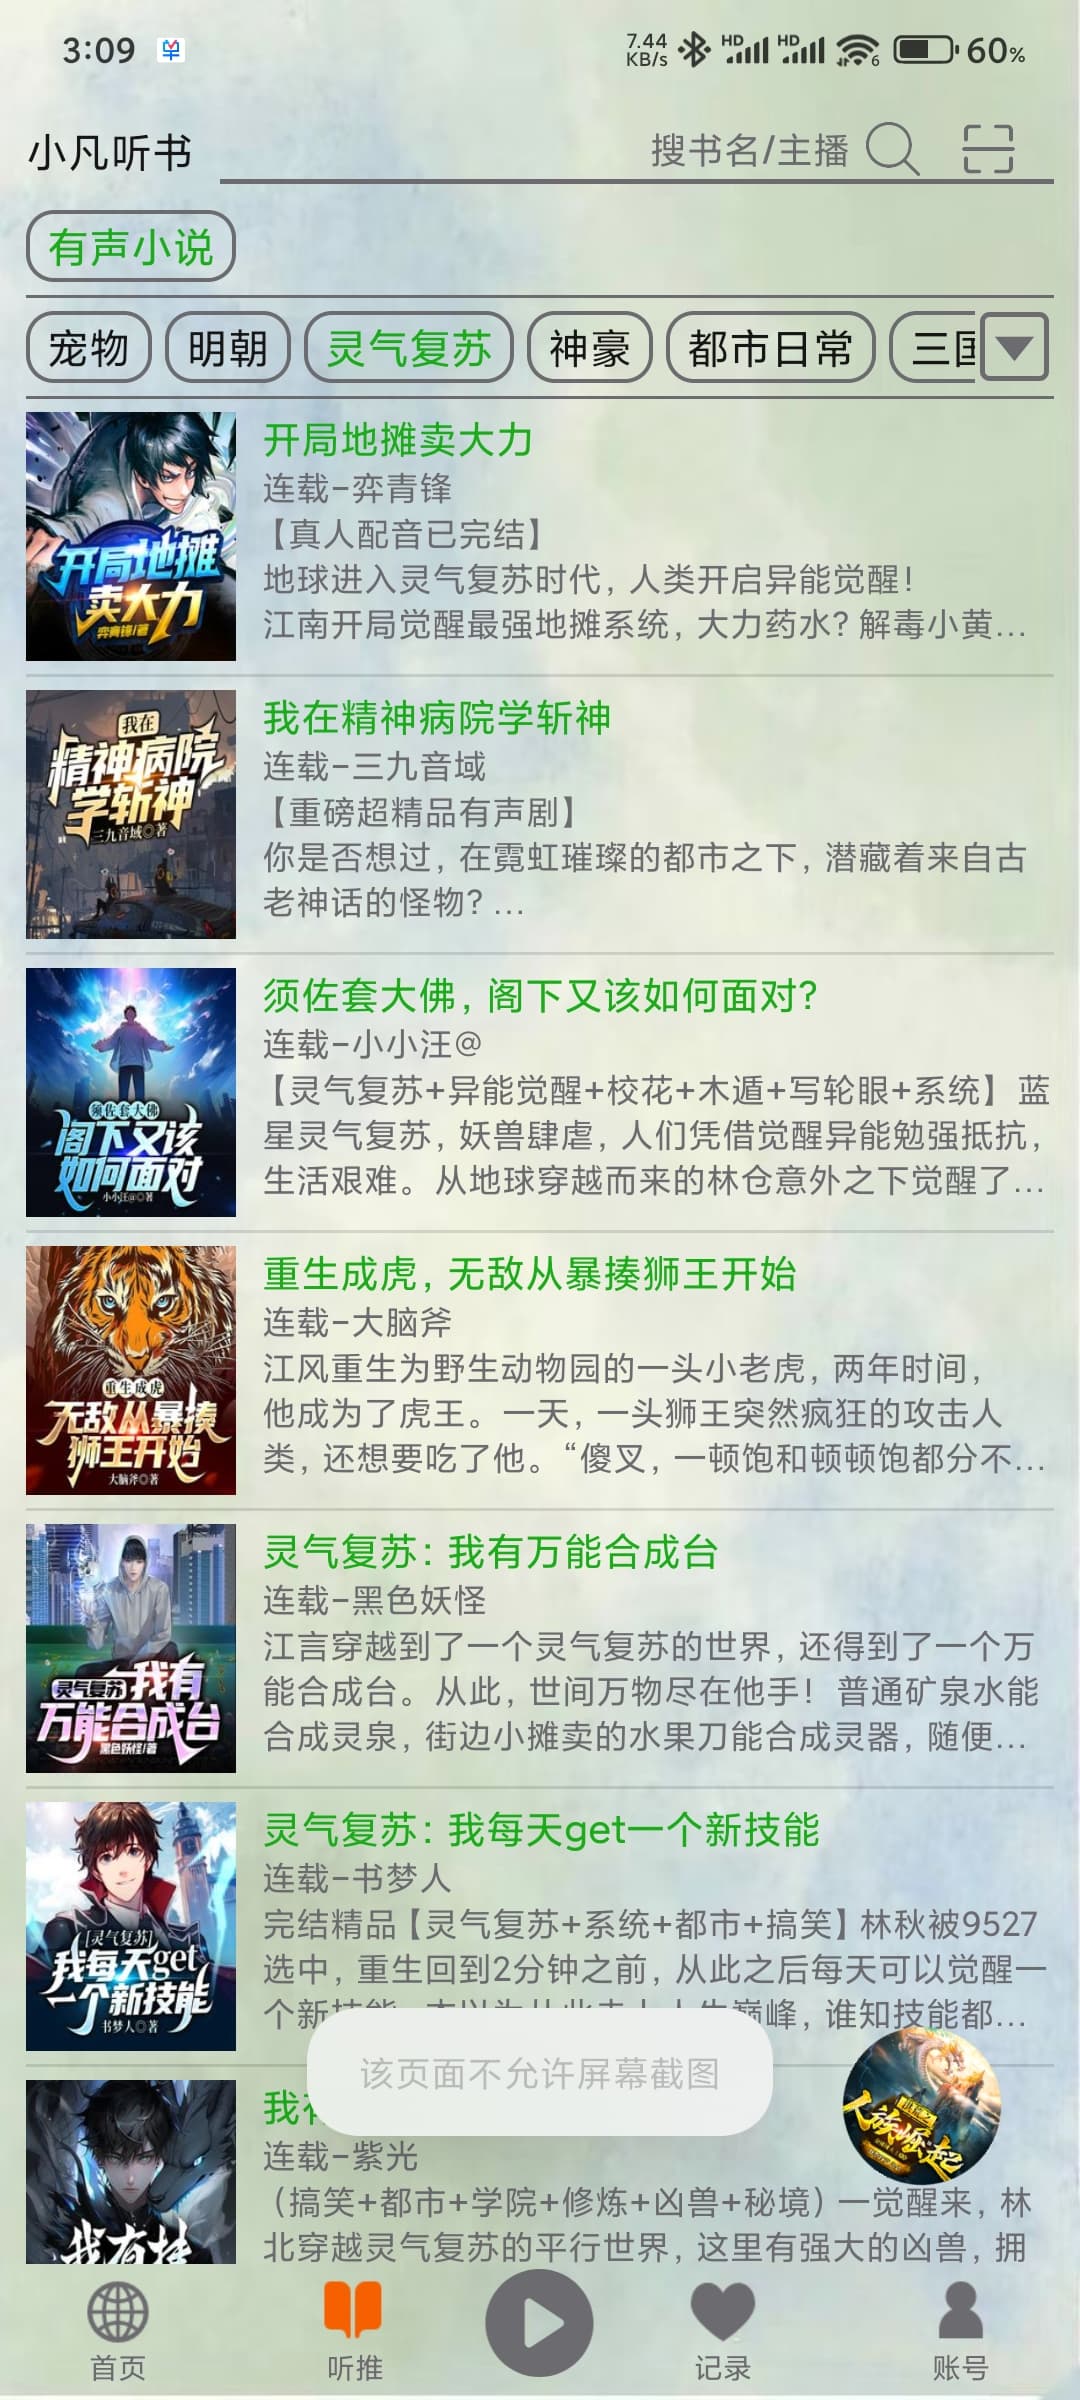 3:09
7.44
KB/s
HD
HD
6
60%
小凡听书
搜书名/主播
有声小说
宠物
明朝
灵气复苏
神豪
都市日常
三国
开局地摊
卖大力
弈青锋/著
开局地摊卖大力
连载-弈青锋
【真人配音已完结】
地球进入灵气复苏时代，人类开启异能觉醒！
江南开局觉醒最强地摊系统，大力药水？解毒小黄...
我在
精神病院
学斩神
三九音域◎著
我在精神病院学斩神
连载-三九音域
【重磅超精品有声剧】
你是否想过，在霓虹璀璨的都市之下，潜藏着来自古
老神话的怪物？...
须佐套大佛
阁下又该
如何面对
小小汪@◎著
须佐套大佛，阁下又该如何面对？
连载-小小汪@
【灵气复苏+异能觉醒+校花+木遁+写轮眼+系统】蓝
星灵气复苏，妖兽肆虐，人们凭借觉醒异能勉强抵抗，
生活艰难。从地球穿越而来的林仓意外之下觉醒了...
重生成虎
无敌从暴揍
狮王开始
大脑斧◎著
重生成虎，无敌从暴揍狮王开始
连载-大脑斧
江风重生为野生动物园的一头小老虎，两年时间，
他成为了虎王。一天，一头狮王突然疯狂的攻击人
类，还想要吃了他。“傻叉，一顿饱和顿顿饱都分不...
灵气复苏
我有
万能合成台
黑色妖怪/著
灵气复苏：我有万能合成台
连载-黑色妖怪
江言穿越到了一个灵气复苏的世界，还得到了一个万
能合成台。从此，世间万物尽在他手！普通矿泉水能
合成灵泉，街边小摊卖的水果刀能合成灵器，随便...
[灵气复苏]
我每天get
一个新技能
书梦人◎著
灵气复苏：我每天get一个新技能
连载-书梦人
完结精品【灵气复苏+系统+都市+搞笑】林秋被9527
选中，重生回到2分钟之前，从此之后每天可以觉醒一
个新技能，本以为从此走上人生巅峰，谁知技能都...
该页面不允许屏幕截图
人族崛起
我有挂
我有
连载-紫光
（搞笑+都市+学院+修炼+凶兽+秘境）一觉醒来，林
北穿越灵气复苏的平行世界，这里有强大的凶兽，拥
首页
听推
记录
账号